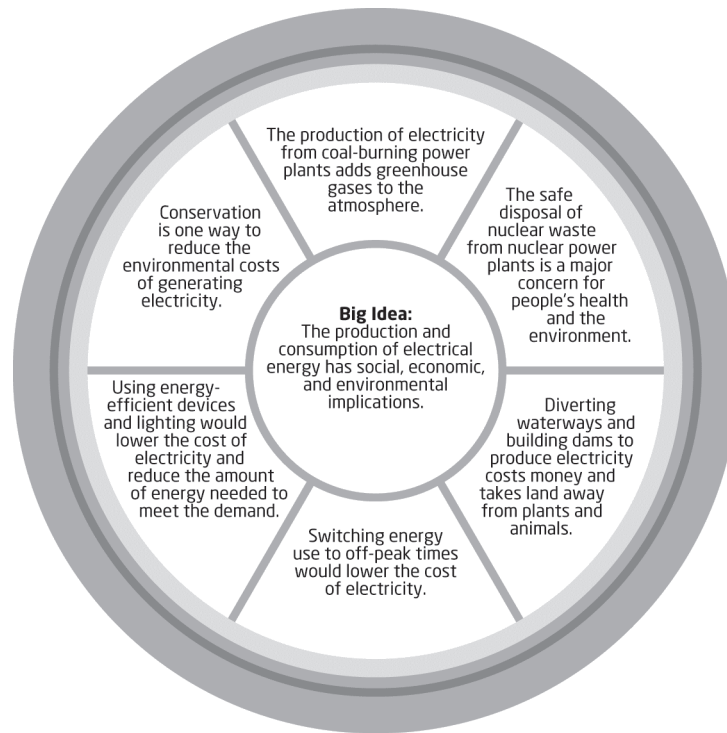 The production of electricity
from coal-burning power
plants adds greenhouse
gases to the
atmosphere.
The safe
disposal of
nuclear waste
from nuclear power
plants is a major
concern for
people's health
and the
environment.
Diverting
waterways and
building dams to
produce electricity
costs money and
takes land away
from plants and
animals.
Switching energy
use to off-peak times
would lower the cost
of electricity.
Using energy-
efficient devices
and lighting would
lower the cost of
electricity and
reduce the amount
of energy needed to
meet the demand.
Conservation
is one way to
reduce the
environmental costs
of generating
electricity.
Big Idea:
The production and
consumption of electrical
energy has social, economic,
and environmental
implications.